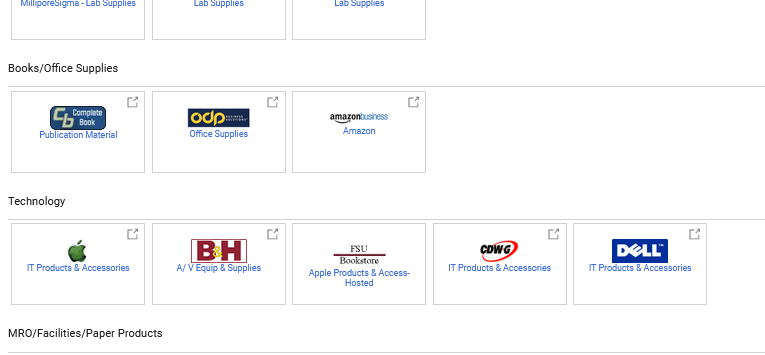 MilliporeSigma - Lab Supplies
Lab Supplies
Lab Supplies
Books/Office Supplies
Cb Complete Book
Publication Material
odp BUSINESS SOLUTIONS
Office Supplies
amazonbusiness
Amazon
Technology
IT Products & Accessories
B&H
A/ V Equip & Supplies
FSU
Bookstore
Apple Products & Access-
Hosted
CDWG
IT Products & Accessories
DELL™
IT Products & Accessories
MRO/Facilities/Paper Products